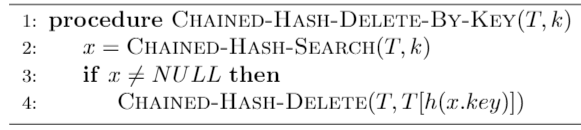 1: procedure CHAINED-HASH-DELETE-BY-KEY(T, k)
2: x = CHAINED-HASH-SEARCH(T, k)
3: if x ≠ NULL then
4: CHAINED-HASH-DELETE(T, T[h(x.key)])